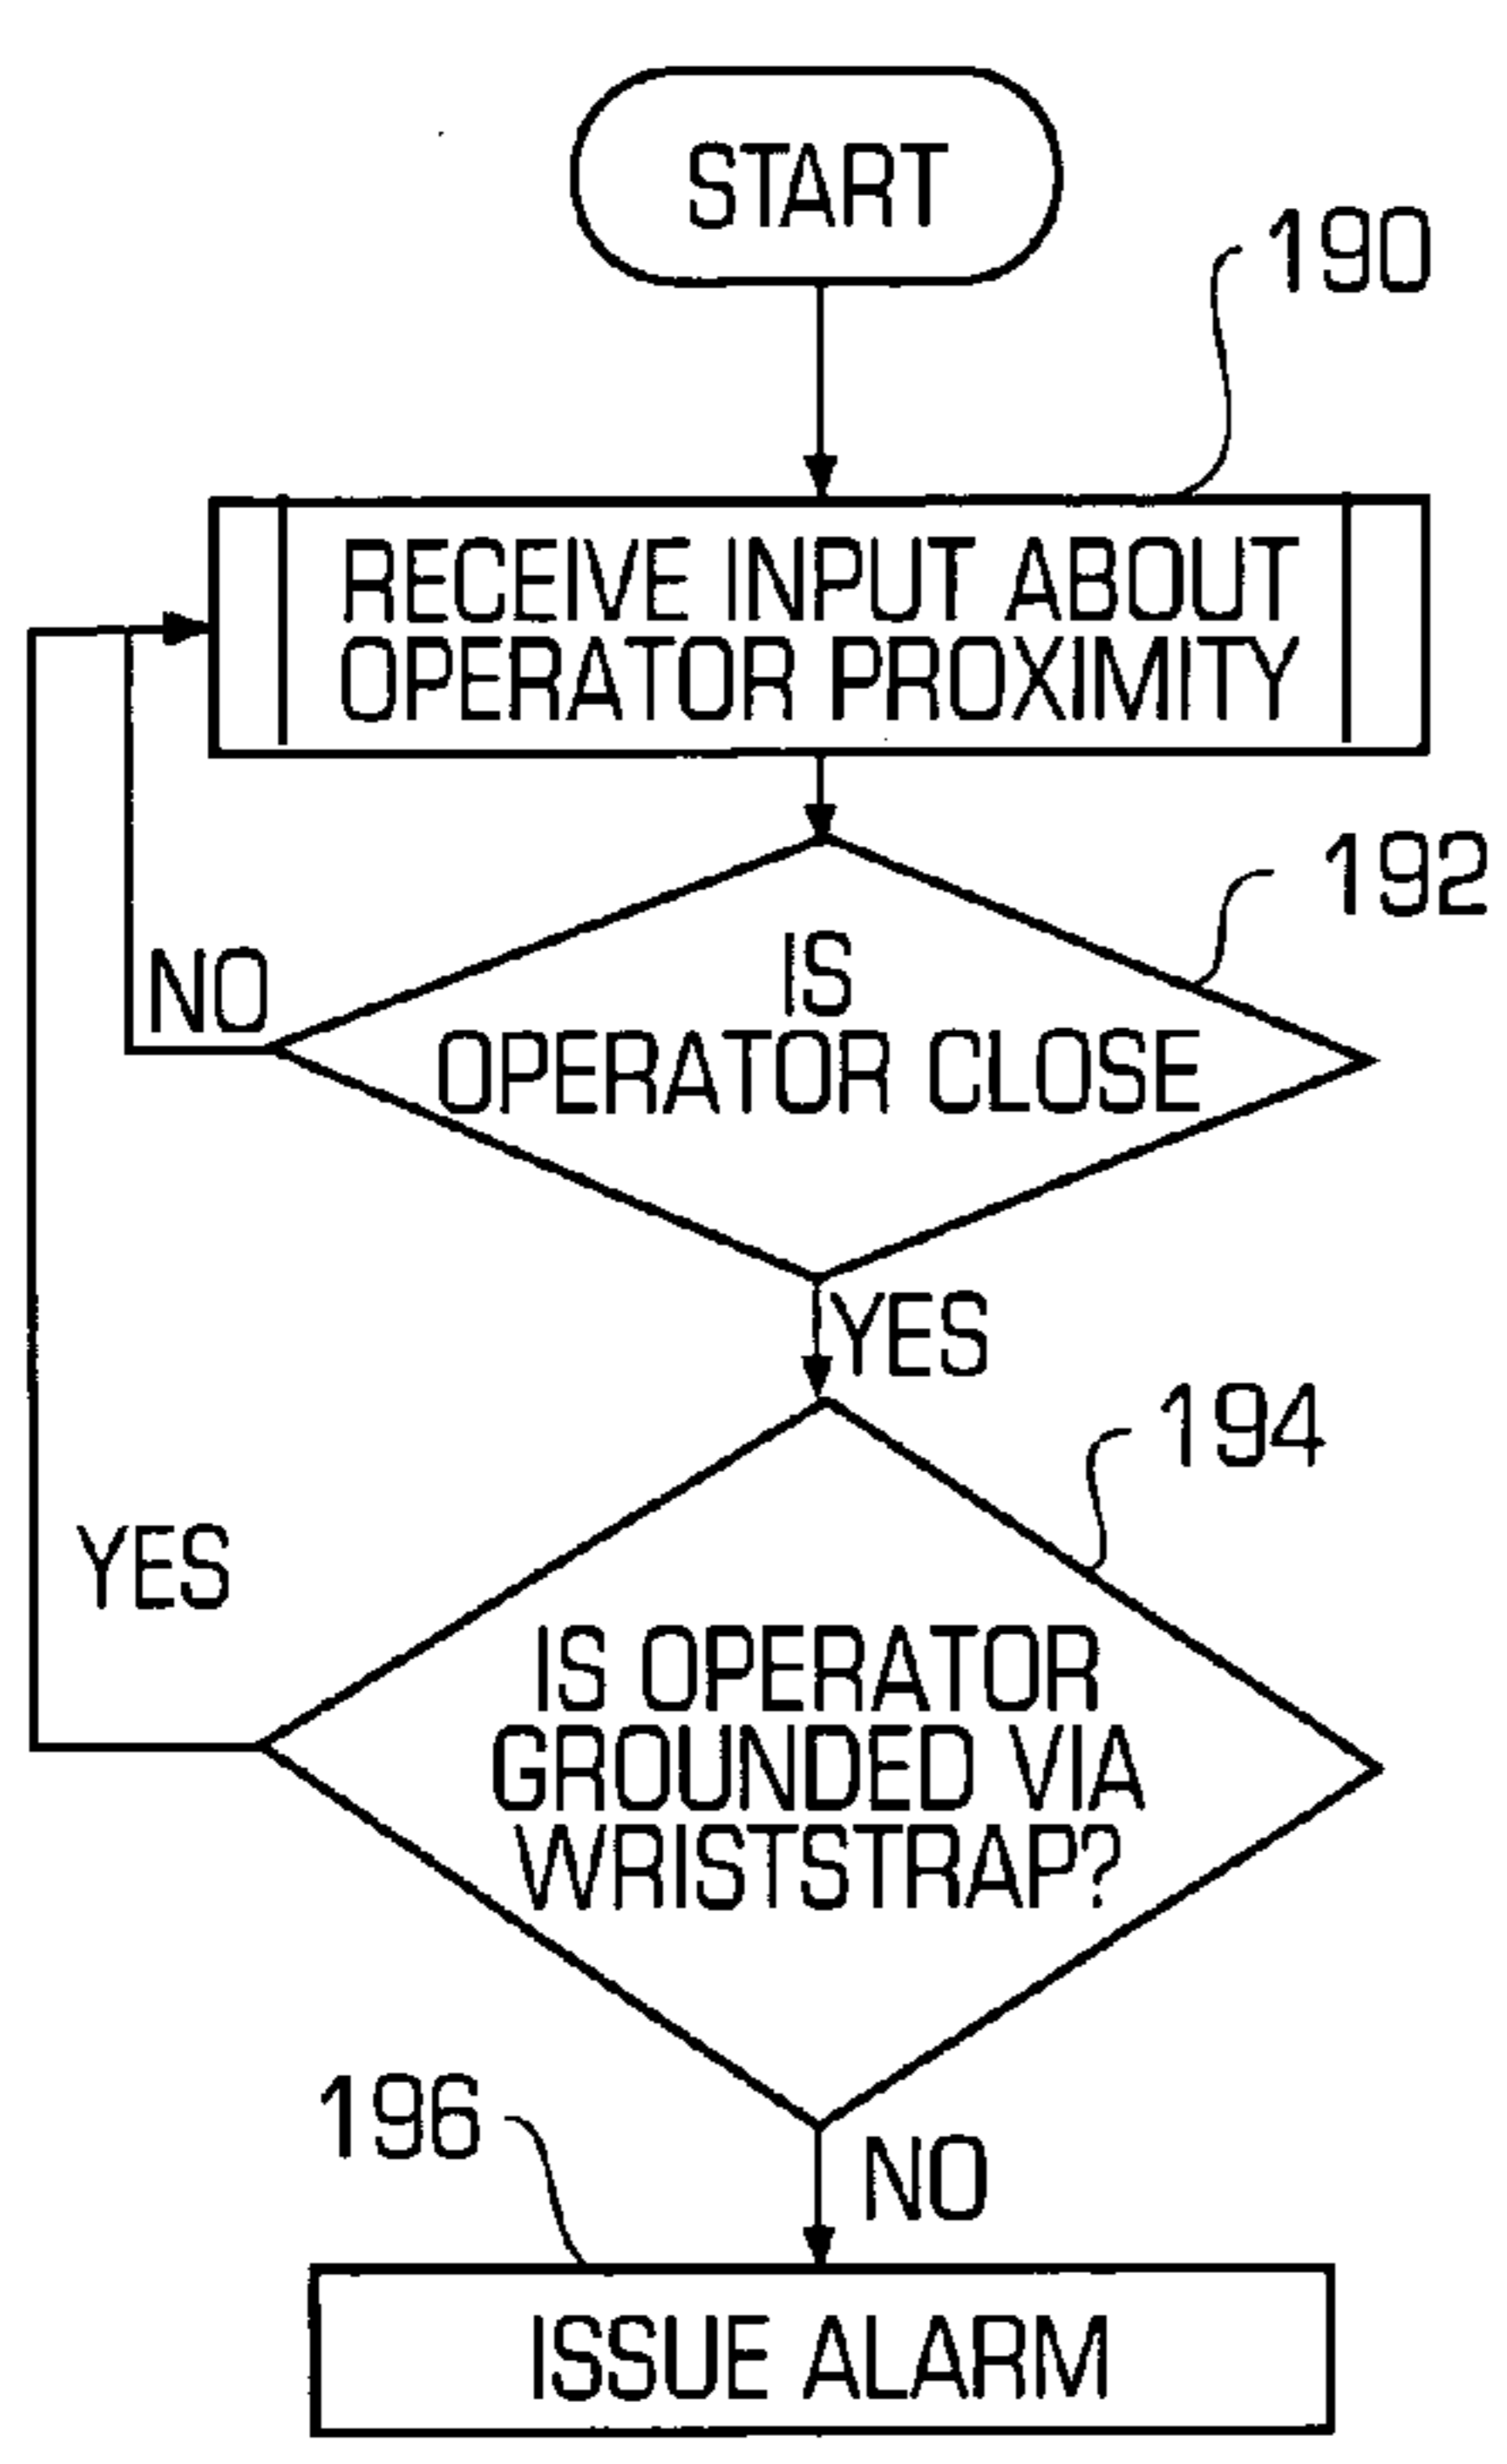 START
190
RECEIVE INPUT ABOUT
OPERATOR PROXIMITY
192
IS
OPERATOR CLOSE
NO
YES
194
YES
IS OPERATOR
GROUNDED VIA
WRISTSTRAP?
196
NO
ISSUE ALARM